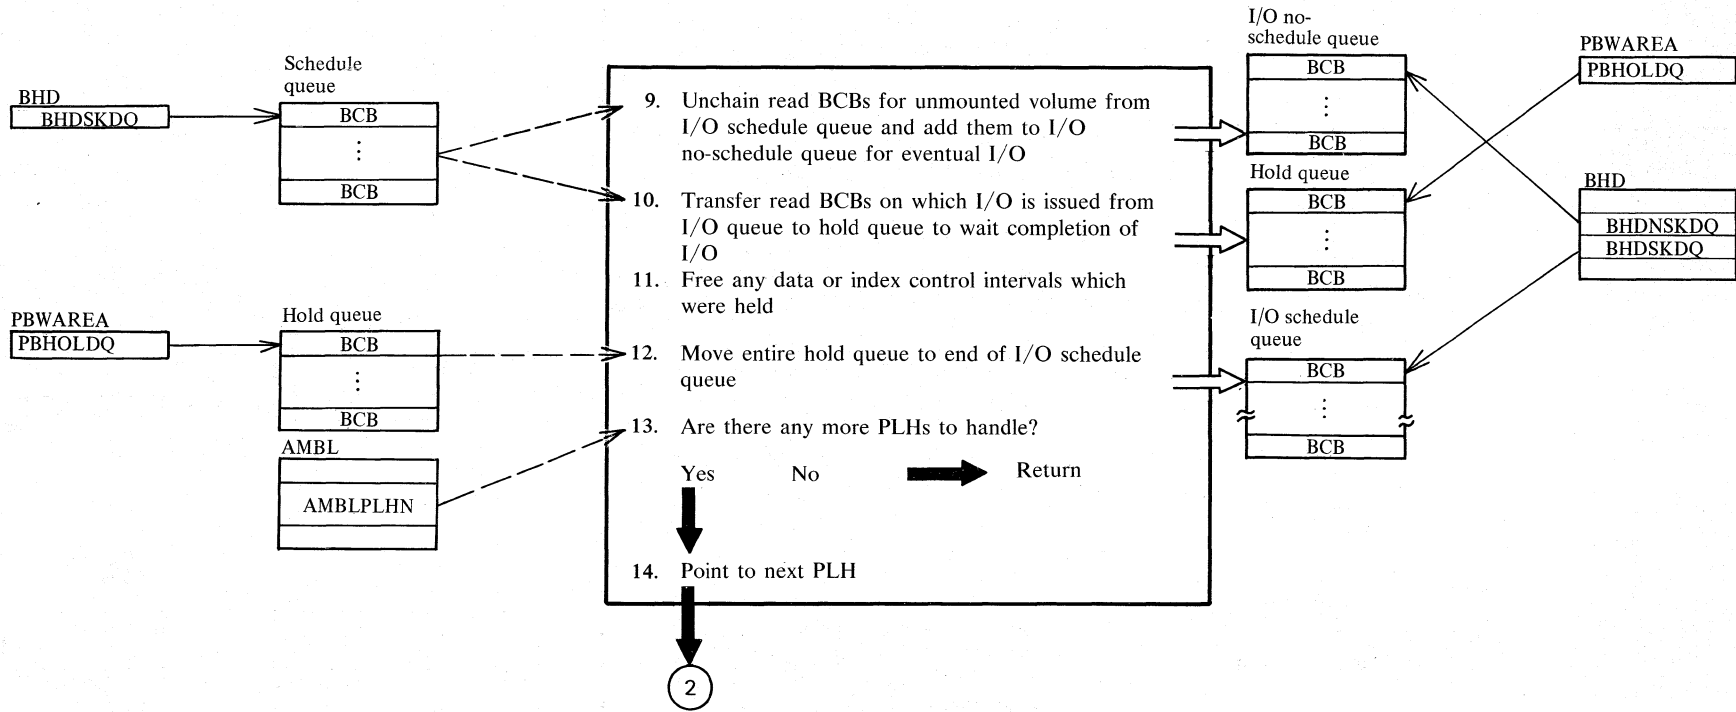 Schedule
queue
BHD
BHDSKDQ
BCB
BCB
PBWAREA
PBHOLDQ
Hold queue
BCB
BCB
AMBL
AMBLPLHN
9. Unchain read BCBs for unmounted volume from
I/O schedule queue and add them to I/O
no-schedule queue for eventual I/O
10. Transfer read BCBs on which I/O is issued from
I/O queue to hold queue to wait completion of
I/O
11. Free any data or index control intervals which
were held
12. Move entire hold queue to end of I/O schedule
queue
13. Are there any more PLHs to handle?
Yes No Return
14. Point to next PLH
2
I/O no-
schedule queue
BCB
BCB
Hold queue
BCB
BCB
I/O schedule
queue
BCB
BCB
PBWAREA
PBHOLDQ
BHD
BHDNSKDQ
BHDSKDQ